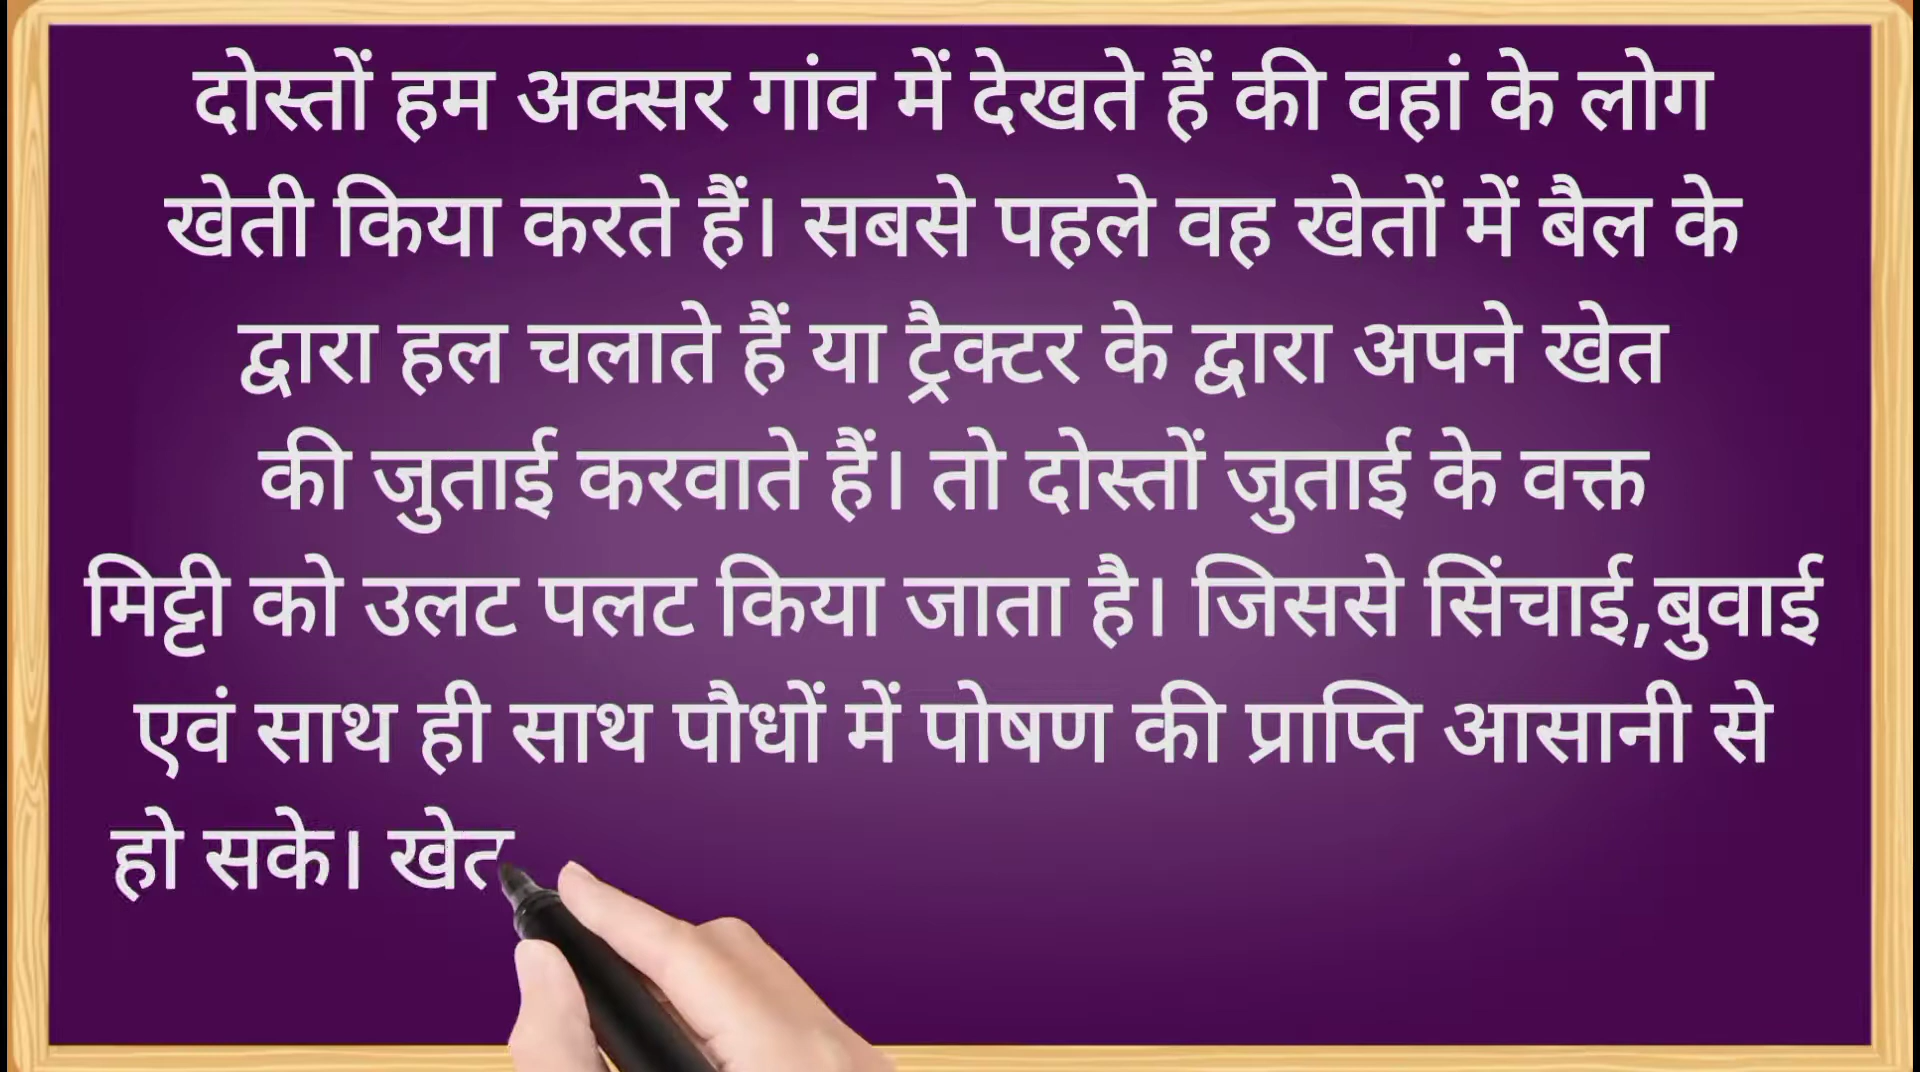 दोस्तों हम अक्सर गांव में देखते हैं की वहां के लोग
खेती किया करते हैं। सबसे पहले वह खेतों में बैल के
द्वारा हल चलाते हैं या ट्रैक्टर के द्वारा अपने खेत
की जुताई करवाते हैं। तो दोस्तों जुताई के वक्त
मिट्टी को उलट पलट किया जाता है। जिससे सिंचाई,बुवाई
एवं साथ ही साथ पौधों में पोषण की प्राप्ति आसानी से
हो सके। खेत